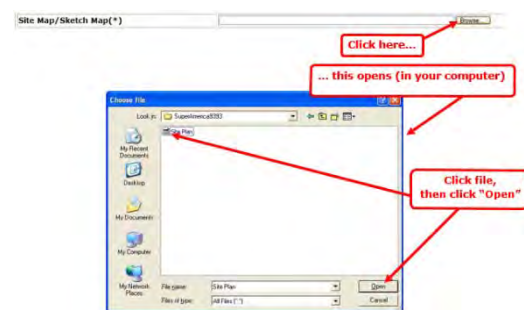 Site Map/Sketch Map(*)
Browse...
Click here...
... this opens (in your computer)
Choose file
Look in:
SuperAmerica8393
My Recent Documents
Site Plan
Desktop
My Documents
Click file,
then click "Open"
My Computer
My Network Places
File name:
Site Plan
Open
Files of type:
All Files (*.*)
Cancel